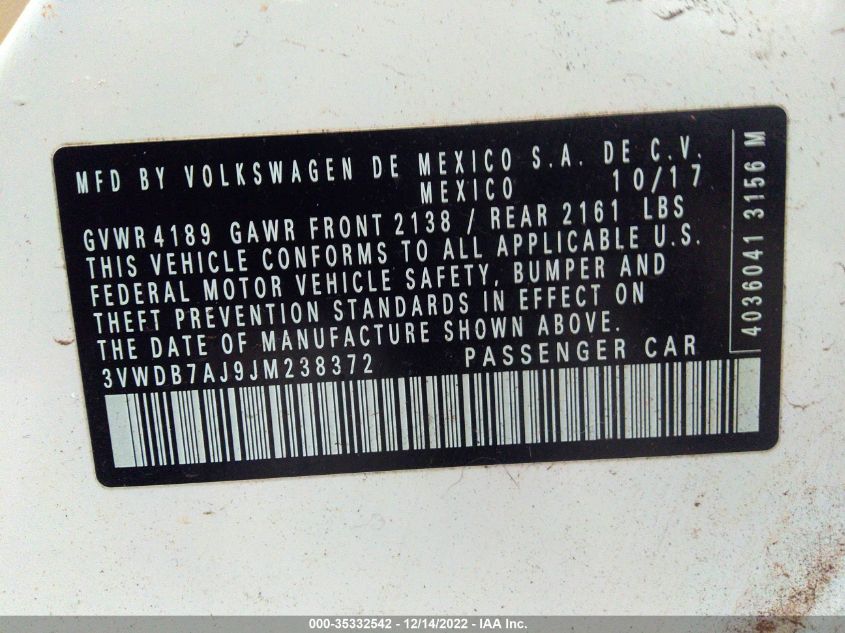 MFD BY VOLKSWAGEN DE MEXICO S.A. DE C.V.
MEXICO 10/17
GVWR 4189 GAWR FRONT 2138 / REAR 2161 LBS
THIS VEHICLE CONFORMS TO ALL APPLICABLE U.S.
FEDERAL MOTOR VEHICLE SAFETY, BUMPER AND
THEFT PREVENTION STANDARDS IN EFFECT ON
THE DATE OF MANUFACTURE SHOWN ABOVE.
3VWDB7AJ9JM238372 PASSENGER CAR
4036041 3156 M
000-35332542 - 12/14/2022 - IAA Inc.